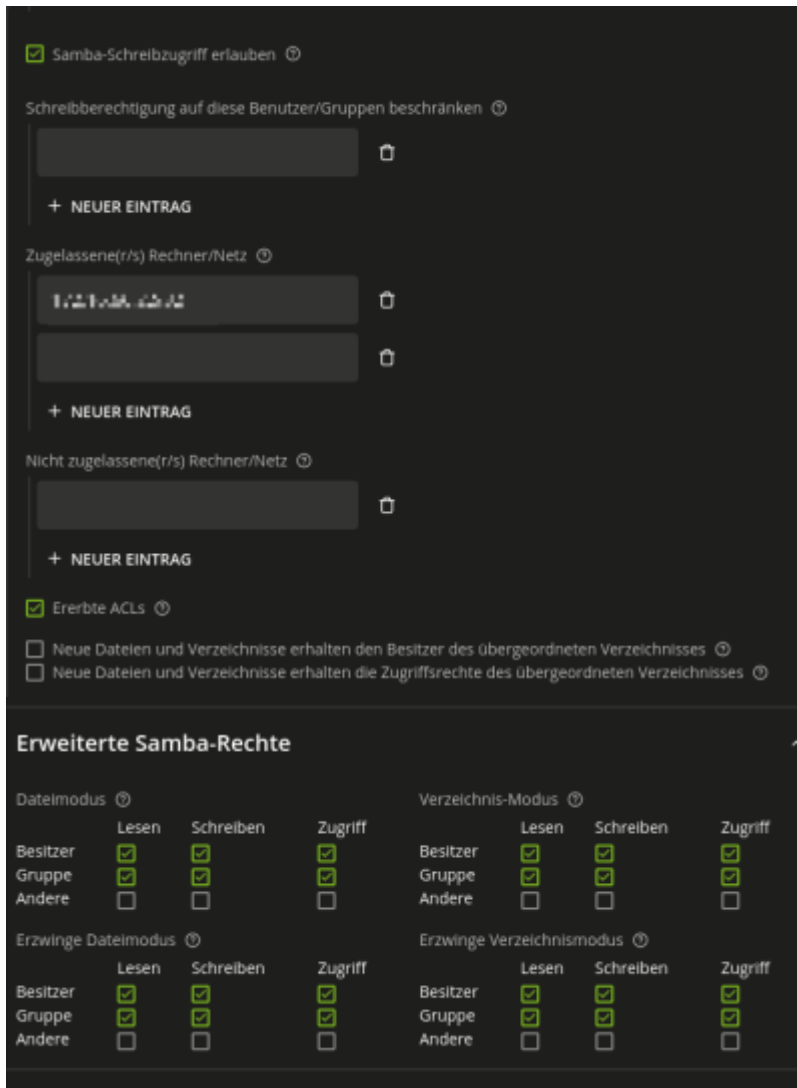 Samba-Schreibzugriff erlauben
Schreibberechtigung auf diese Benutzer/Gruppen beschränken
+ NEUER EINTRAG
Zugelassene(r/s) Rechner/Netz
+ NEUER EINTRAG
Nicht zugelassene(r/s) Rechner/Netz
+ NEUER EINTRAG
Ererbte ACLs
Neue Dateien und Verzeichnisse erhalten den Besitzer des übergeordneten Verzeichnisses
Neue Dateien und Verzeichnisse erhalten die Zugriffsrechte des übergeordneten Verzeichnisses
Erweiterte Samba-Rechte
Dateimodus Verzeichnis-Modus
Lesen Schreiben Zugriff Lesen Schreiben Zugriff
Besitzer Besitzer
Gruppe Gruppe
Andere Andere
Erzwinge Dateimodus Erzwinge Verzeichnismodus
Lesen Schreiben Zugriff Lesen Schreiben Zugriff
Besitzer Besitzer
Gruppe Gruppe
Andere Andere